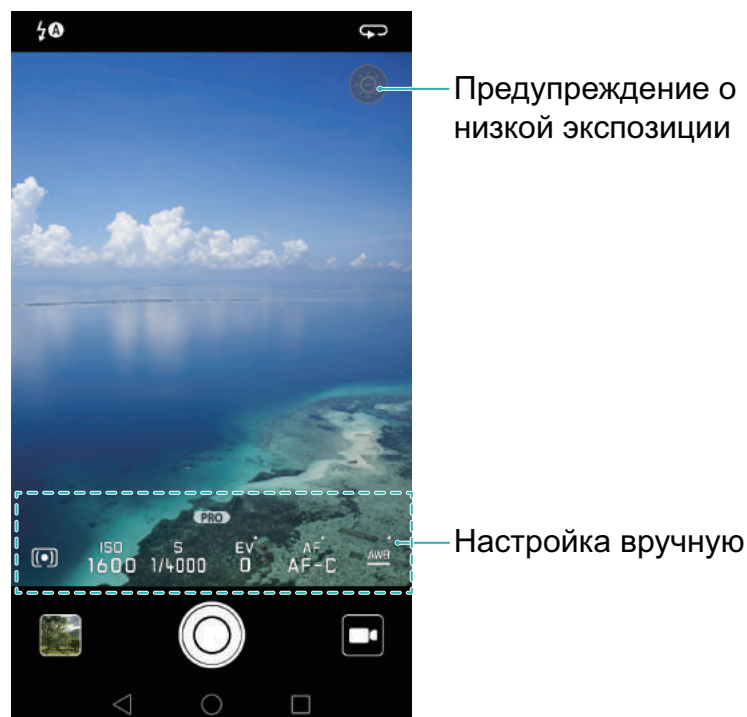 A
Предупреждение о
низкой экспозиции
PRO
ISO S EV AF AWB
1600 1/4000 0 AF-C
Настройка вручную